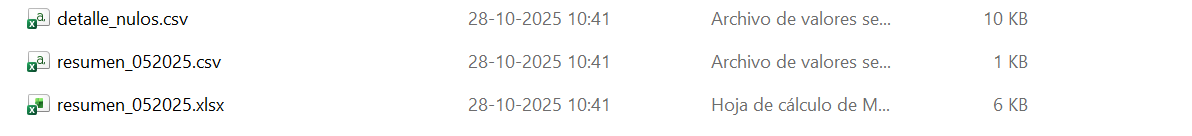 detalle_nulos.csv 28-10-2025 10:41 Archivo de valores se... 10 KB
resumen_052025.csv 28-10-2025 10:41 Archivo de valores se... 1 KB
resumen_052025.xlsx 28-10-2025 10:41 Hoja de cálculo de M... 6 KB